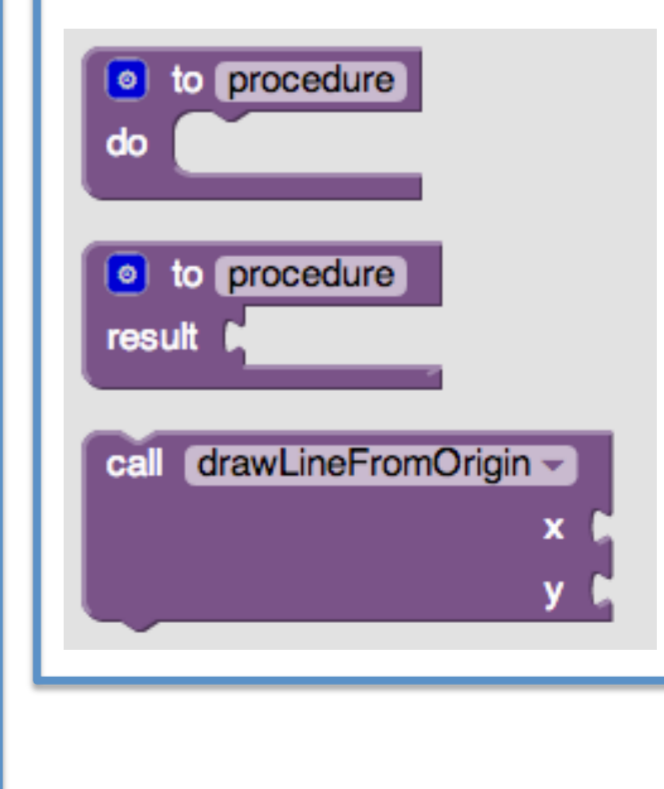 to procedure
do
to procedure
result
call drawLineFromOrigin
x
y